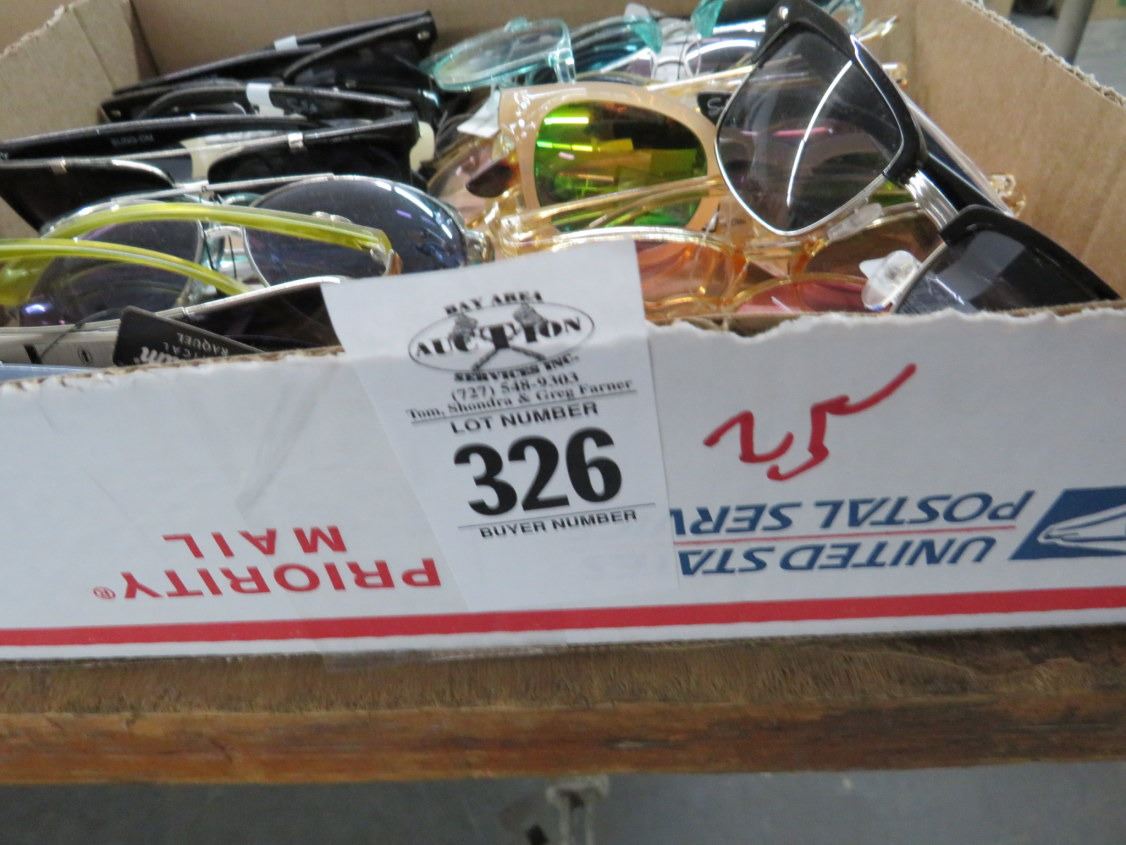 BAY AREA
AUCTION
SERVICES INC.
(727) 548-9303
Tom, Shondra & Greg Farner
LOT NUMBER
326
BUYER NUMBER
25
UNITED STA
POSTAL SERV
PRIORITY®
MAIL
RAQUEL